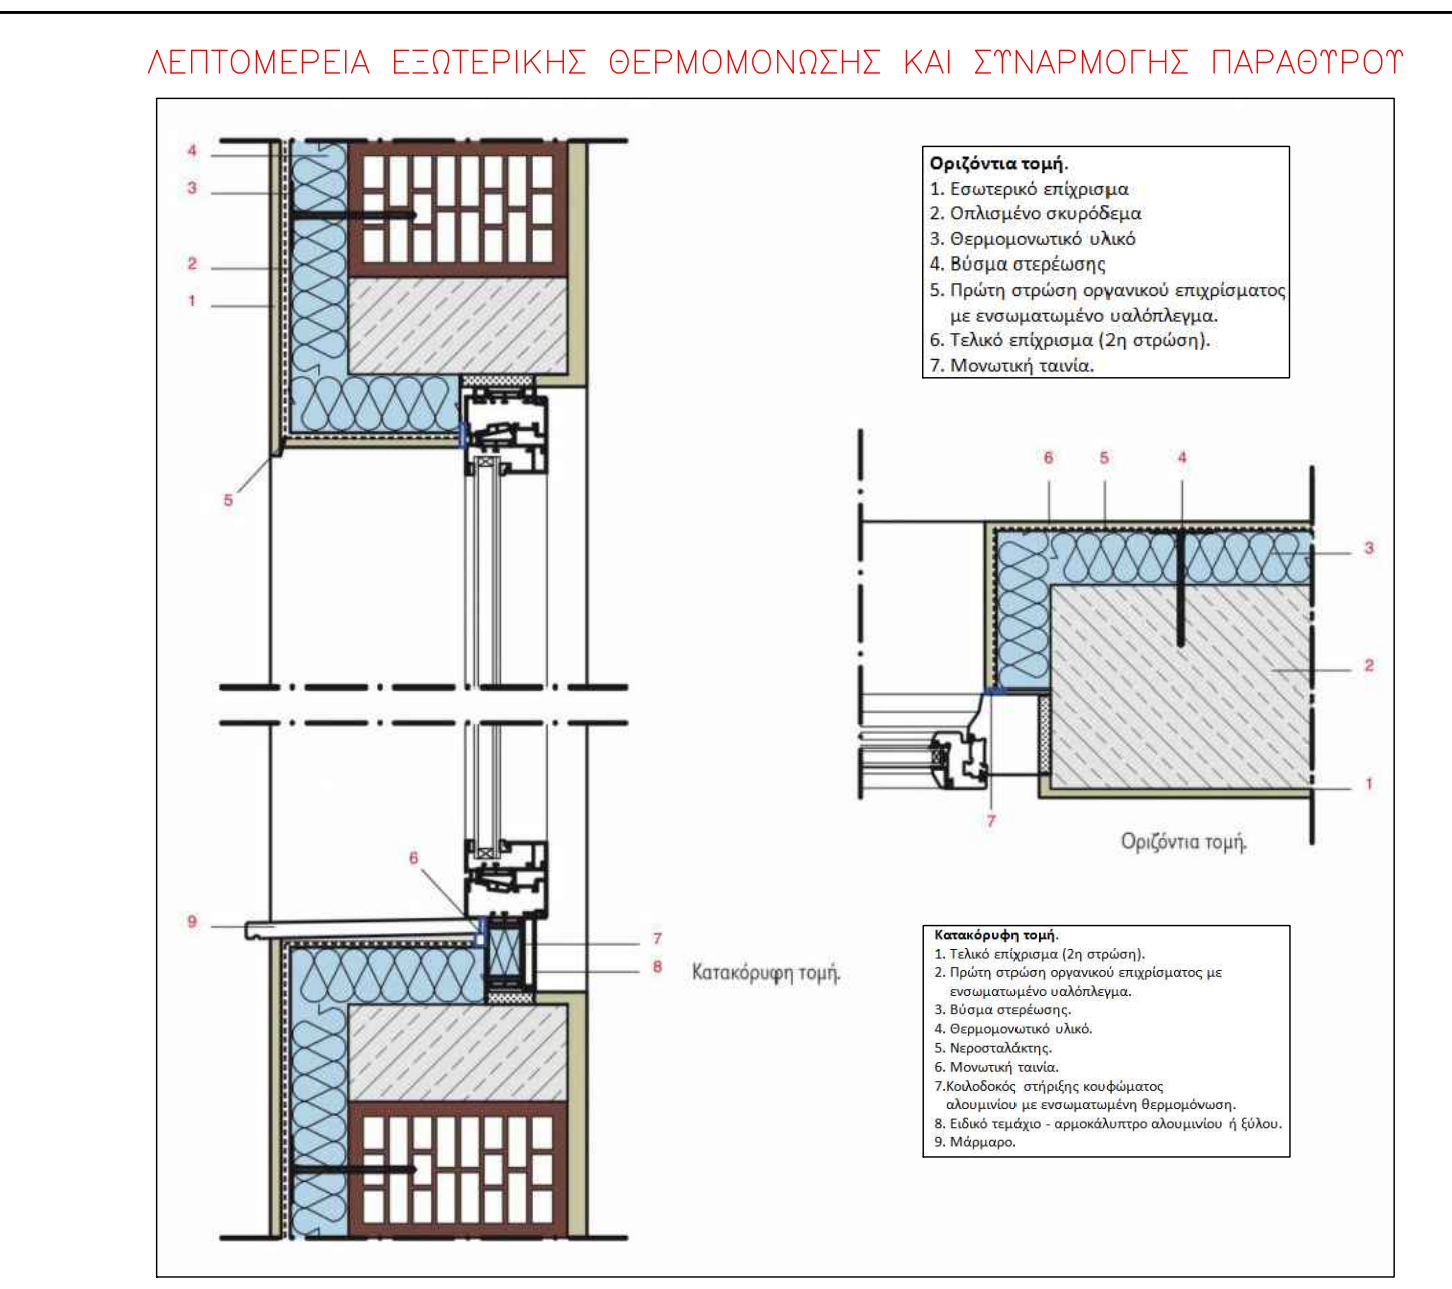 ΛΕΠΤΟΜΕΡΕΙΑ ΕΞΩΤΕΡΙΚΗΣ ΘΕΡΜΟΜΟΝΩΣΗΣ ΚΑΙ ΣΥΝΑΡΜΟΓΗΣ ΠΑΡΑΘΥΡΟΥ
4
3
2
1
5
Οριζόντια τομή.
1. Εσωτερικό επίχρισμα
2. Οπλισμένο σκυρόδεμα
3. Θερμομονωτικό υλικό
4. Βύσμα στερέωσης
5. Πρώτη στρώση οργανικού επιχρίσματος
με ενσωματωμένο υαλόπλεγμα.
6. Τελικό επίχρισμα (2η στρώση).
7. Μονωτική ταινία.
6 5 4
3
2
1
7
Οριζόντια τομή.
6
9
7
8
Κατακόρυφη τομή.
Κατακόρυφη τομή.
1. Τελικό επίχρισμα (2η στρώση).
2. Πρώτη στρώση οργανικού επιχρίσματος με
ενσωματωμένο υαλόπλεγμα.
3. Βύσμα στερέωσης.
4. Θερμομονωτικό υλικό.
5. Νεροσταλάκτης.
6. Μονωτική ταινία.
7.Κοιλοδοκός στήριξης κουφώματος
αλουμινίου με ενσωματωμένη θερμομόνωση.
8. Ειδικό τεμάχιο - αρμοκάλυπτρο αλουμινίου ή ξύλου.
9. Μάρμαρο.